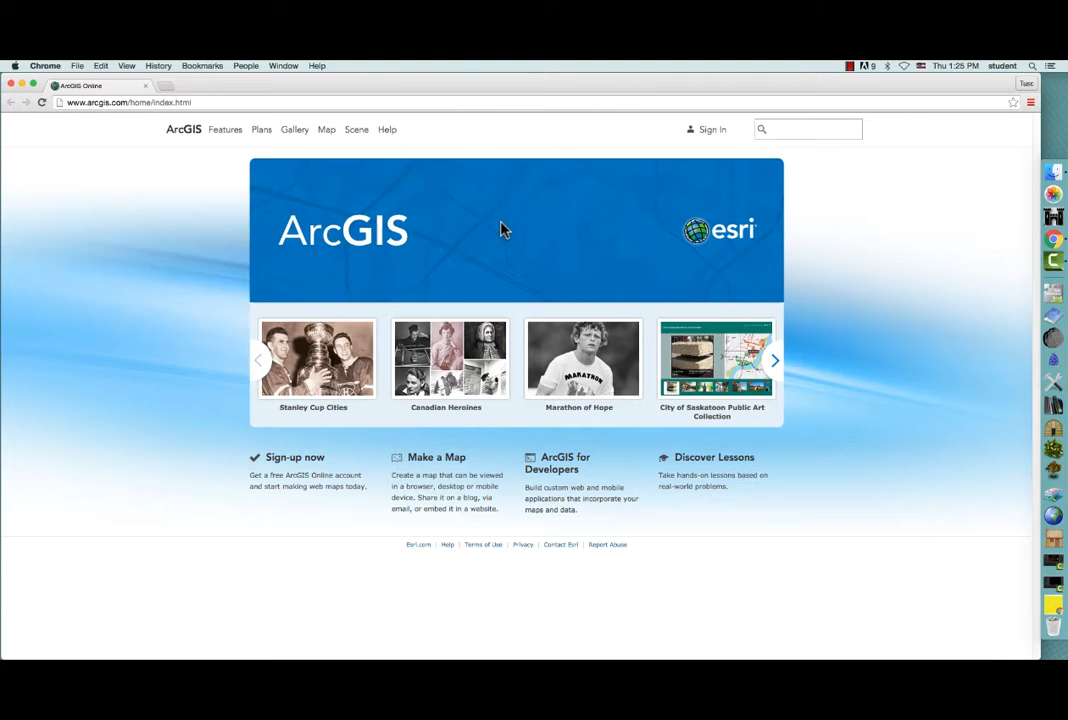 Chrome File Edit View History Bookmarks People Window Help
9 Thu 1:25 PM student
ArcGIS Online
Tusc
www.arcgis.com/home/index.html
ArcGIS Features Plans Gallery Map Scene Help Sign In
ArcGIS esri
MARATHON
Stanley Cup Cities
Canadian Heroines
Marathon of Hope
City of Saskatoon Public Art
Collection
Sign-up now
Get a free ArcGIS Online account
and start making web maps today.
Make a Map
Create a map that can be viewed
in a browser, desktop or mobile
device. Share it on a blog, via
email, or embed it in a website.
ArcGIS for
Developers
Build custom web and mobile
applications that incorporate your
maps and data.
Discover Lessons
Take hands-on lessons based on
real-world problems.
Esri.com | Help | Terms of Use | Privacy | Contact Esri | Report Abuse